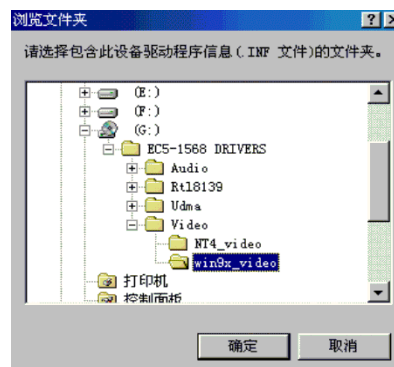 浏览文件夹
请选择包含此设备驱动程序信息(.INF 文件)的文件夹。
(E:)
(F:)
(G:)
EC5-1568 DRIVERS
Audio
Rtl8139
Udma
Video
NT4_video
win9x_video
打印机
控制面板
确定 取消